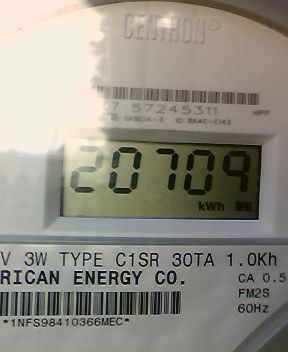 CENTRON®
57245311 HPP
20709
kWh
V 3W TYPE C1SR 30TA 1.0Kh
RICAN ENERGY CO. CA 0.5
FM2S
*1NFS98410366MEC* 60Hz